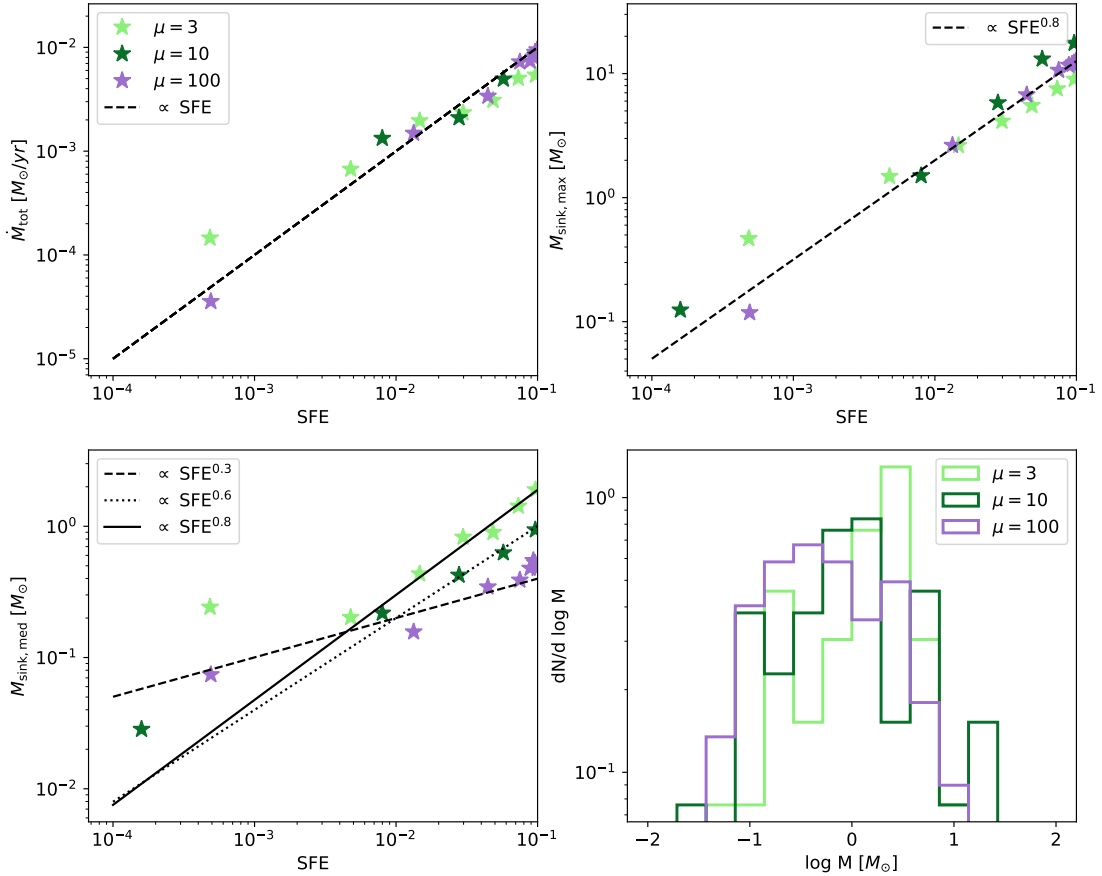 μ = 3
μ = 10
μ = 100
∝ SFE
10⁻²
10⁻³
10⁻⁴
10⁻⁵
Ṁtot [M⊙/yr]
10⁻⁴ 10⁻³ 10⁻² 10⁻¹
SFE
∝ SFE^0.8
10¹
10⁰
10⁻¹
Msink, max [M⊙]
10⁻⁴ 10⁻³ 10⁻² 10⁻¹
SFE
∝ SFE^0.3
∝ SFE^0.6
∝ SFE^0.8
10⁰
10⁻¹
10⁻²
Msink, med [M⊙]
10⁻⁴ 10⁻³ 10⁻² 10⁻¹
SFE
μ = 3
μ = 10
μ = 100
10⁰
10⁻¹
dN/d log M
−2 −1 0 1 2
log M [M⊙]